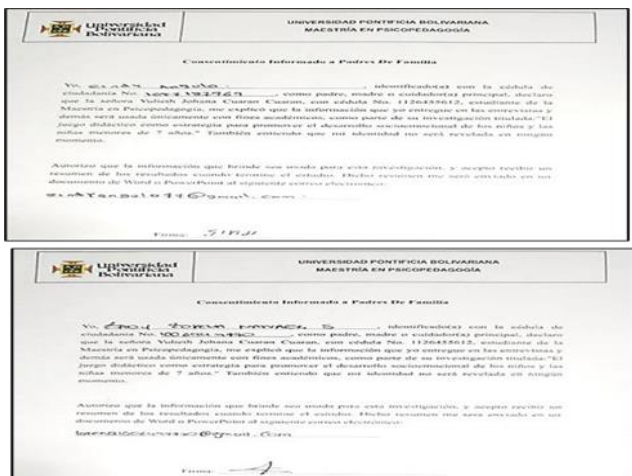 Universidad
Pontificia
Bolivariana
UNIVERSIDAD PONTIFICIA BOLIVARIANA
MAESTRÍA EN PSICOPEDAGOGÍA
Consentimiento Informado a Padres De Familia
Yo, identificado(a) con la cédula de
ciudadanía No. , como padre, madre o cuidador(a) principal, declaro
que la señora Yulieth Johana Cuaran Cuaran, con cédula No. 1126455612, estudiante de la
Maestría en Psicopedagogía, me explicó que la información que yo entregue en las entrevistas y
demás será usada únicamente con fines académicos, como parte de su investigación titulada:"El
juego didáctico como estrategia para promover el desarrollo socioemocional de los niños y las
niñas menores de 7 años." También entiendo que mi identidad no será revelada en ningún
momento.
Autorizo que la información que brinde sea usada para esta investigación, y acepto recibir un
resumen de los resultados cuando termine el estudio. Dicho resumen me será enviado en un
documento de Word o PowerPoint al siguiente correo electrónico:
@gmail.com
Firma:
Universidad
Pontificia
Bolivariana
UNIVERSIDAD PONTIFICIA BOLIVARIANA
MAESTRÍA EN PSICOPEDAGOGÍA
Consentimiento Informado a Padres De Familia
Yo, identificado(a) con la cédula de
ciudadanía No. , como padre, madre o cuidador(a) principal, declaro
que la señora Yulieth Johana Cuaran Cuaran, con cédula No. 1126455612, estudiante de la
Maestría en Psicopedagogía, me explicó que la información que yo entregue en las entrevistas y
demás será usada únicamente con fines académicos, como parte de su investigación titulada:"El
juego didáctico como estrategia para promover el desarrollo socioemocional de los niños y las
niñas menores de 7 años." También entiendo que mi identidad no será revelada en ningún
momento.
Autorizo que la información que brinde sea usada para esta investigación, y acepto recibir un
resumen de los resultados cuando termine el estudio. Dicho resumen me será enviado en un
documento de Word o PowerPoint al siguiente correo electrónico:
@gmail.com
Firma: